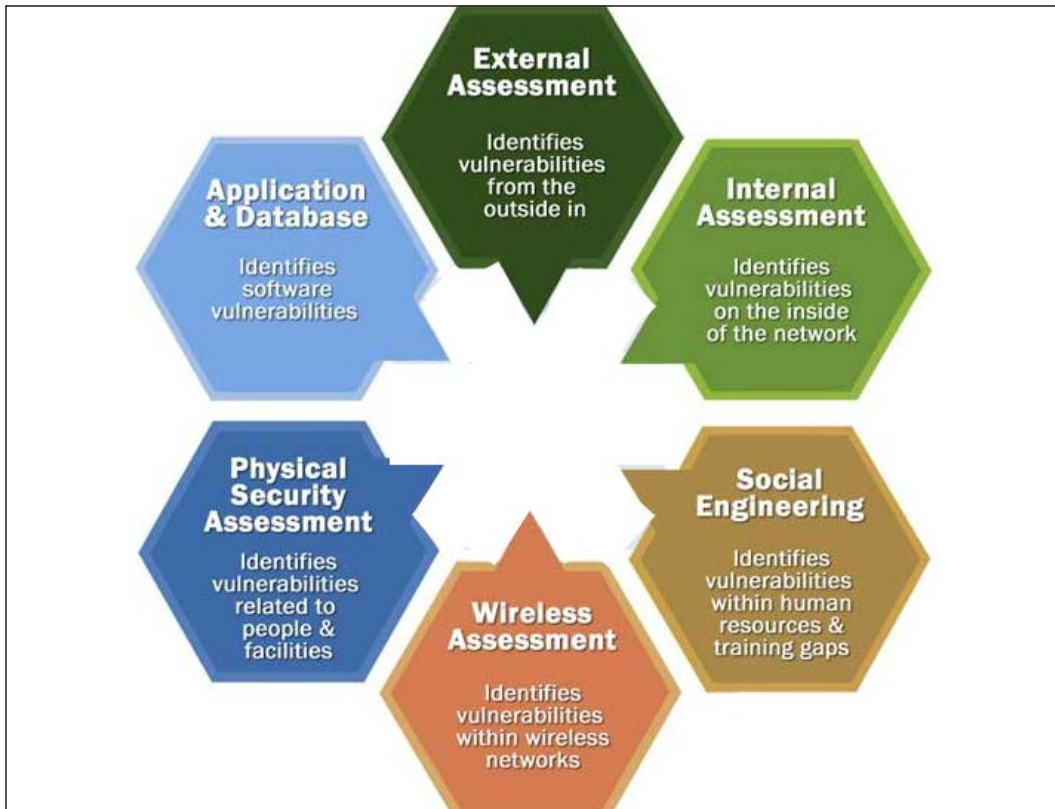 External
Assessment
Identifies
vulnerabilities
from the
outside in
Internal
Assessment
Identifies
vulnerabilities
on the inside
of the network
Social
Engineering
Identifies
vulnerabilities
within human
resources &
training gaps
Wireless
Assessment
Identifies
vulnerabilities
within wireless
networks
Physical
Security
Assessment
Identifies
vulnerabilities
related to
people &
facilities
Application
& Database
Identifies
software
vulnerabilities